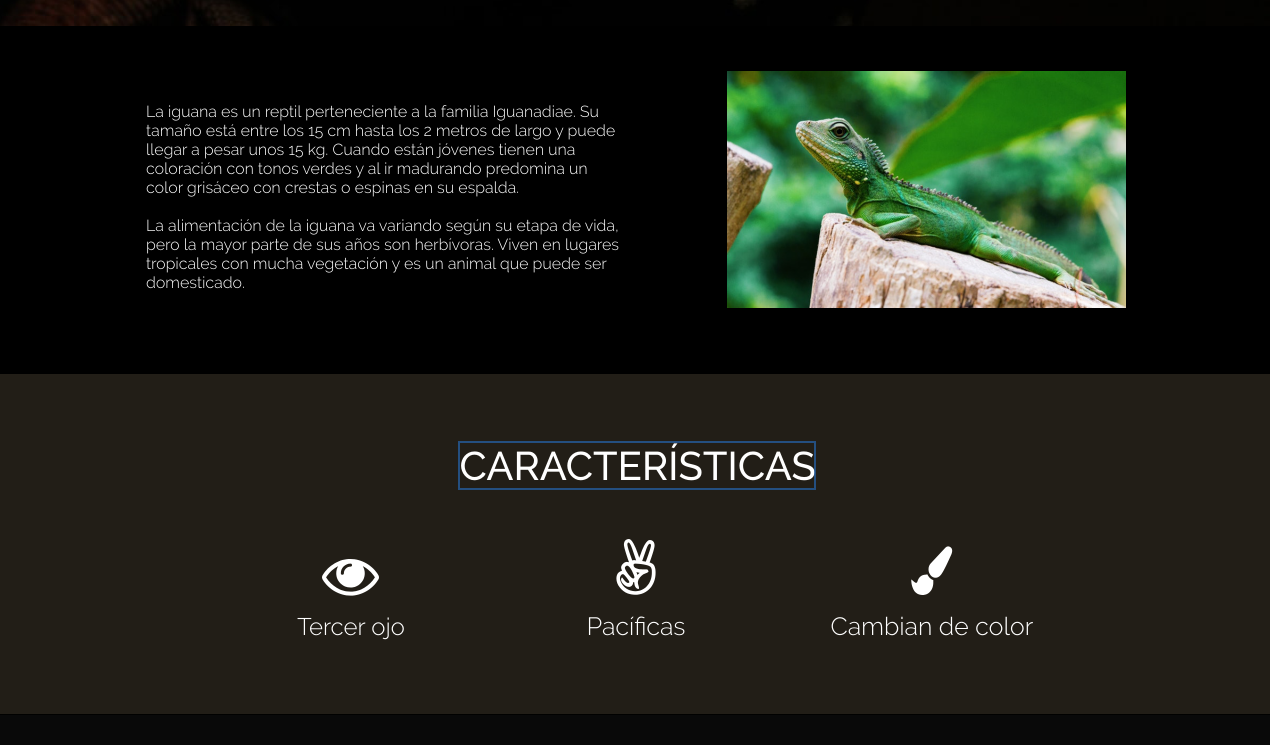 La iguana es un reptil perteneciente a la familia Iguanadiae. Su
tamaño está entre los 15 cm hasta los 2 metros de largo y puede
llegar a pesar unos 15 kg. Cuando están jóvenes tienen una
coloración con tonos verdes y al ir madurando predomina un
color grisáceo con crestas o espinas en su espalda.
La alimentación de la iguana va variando según su etapa de vida,
pero la mayor parte de sus años son herbívoras. Viven en lugares
tropicales con mucha vegetación y es un animal que puede ser
domesticado.
CARACTERÍSTICAS
Tercer ojo
Pacíficas
Cambian de color